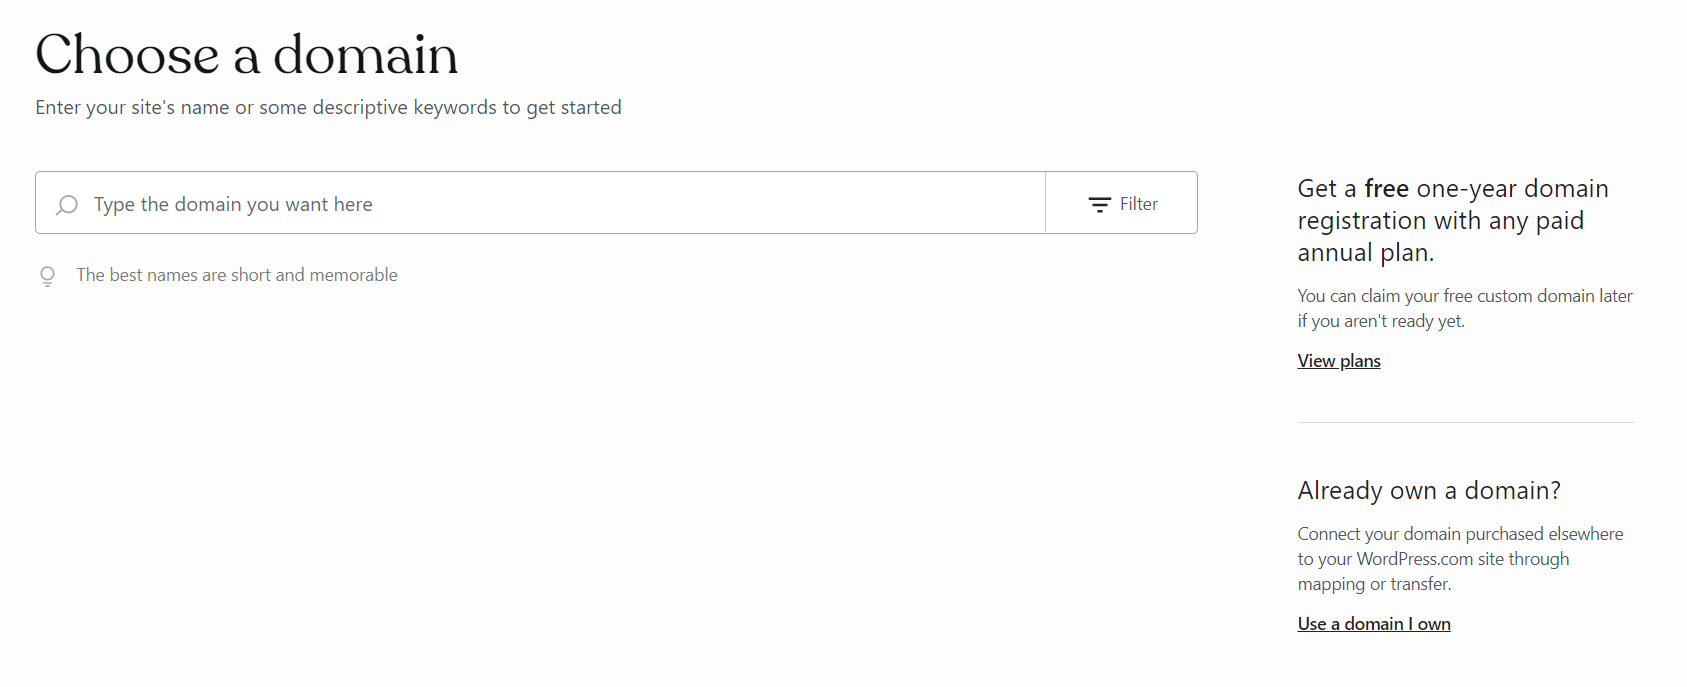 Choose a domain
Enter your site's name or some descriptive keywords to get started
Type the domain you want here
Filter
The best names are short and memorable
Get a free one-year domain
registration with any paid
annual plan.
You can claim your free custom domain later
if you aren't ready yet.
View plans
Already own a domain?
Connect your domain purchased elsewhere
to your WordPress.com site through
mapping or transfer.
Use a domain I own